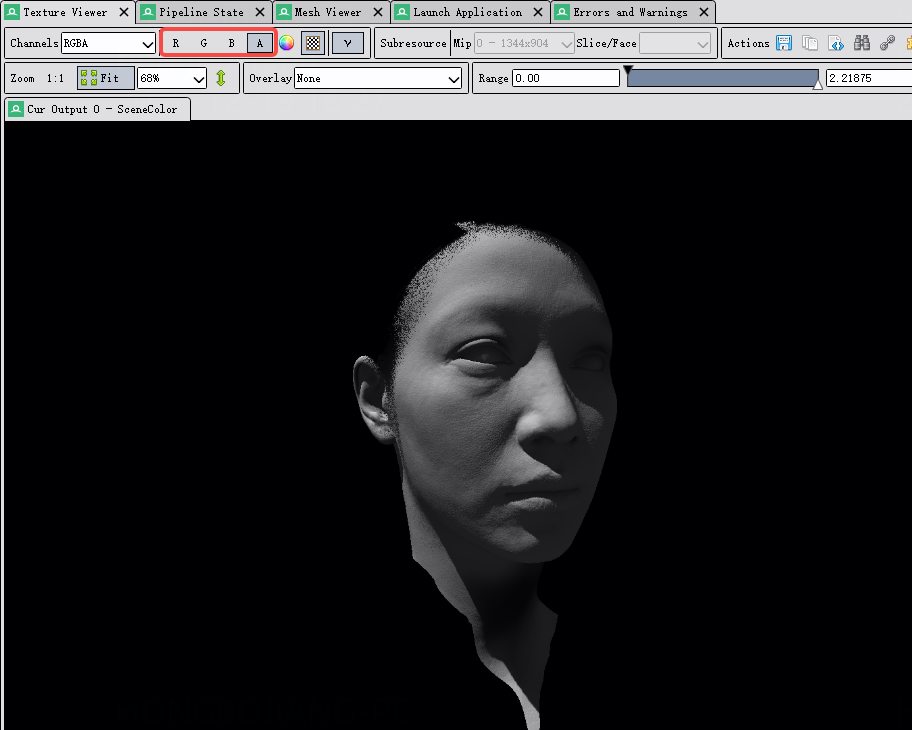 Texture Viewer Pipeline State Mesh Viewer Launch Application Errors and Warnings
Channels RGBA R G B A γ Subresource Mip 0 - 1344x904 Slice/Face Actions
Zoom 1:1 Fit 68% Overlay None Range 0.00 2.21875
Cur Output 0 - SceneColor